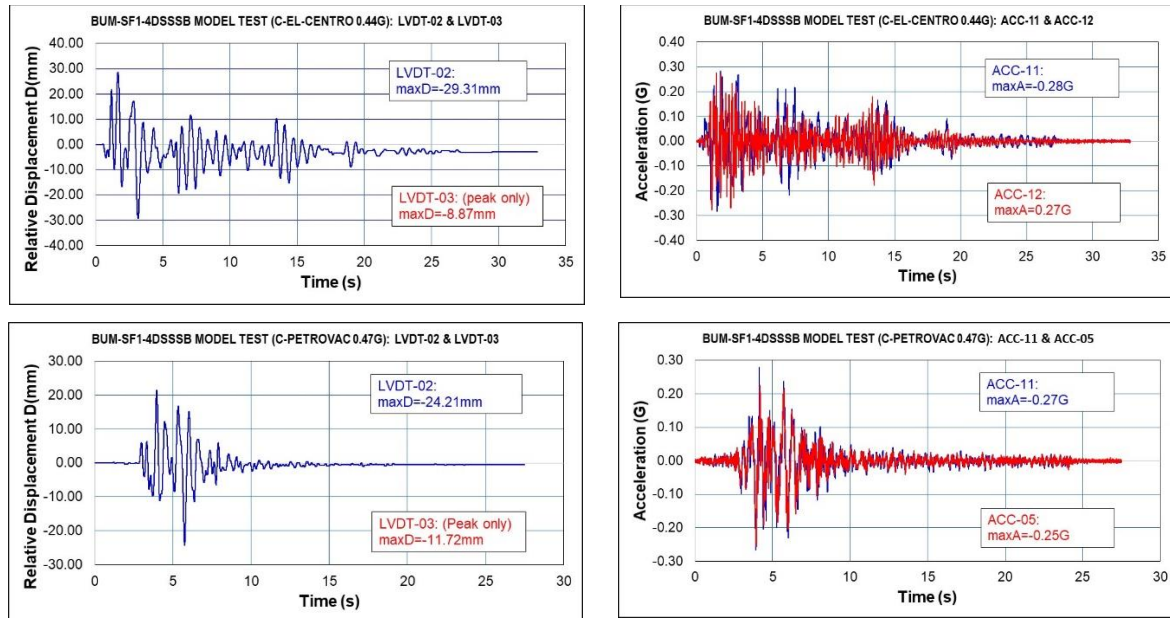 BUM-SF1-4DSSSB MODEL TEST (C-EL-CENTRO 0.44G): LVDT-02 & LVDT-03
Relative Displacement D(mm)
40.00
30.00
20.00
10.00
0.00
-10.00
-20.00
-30.00
-40.00
LVDT-02:
maxD=-29.31mm
LVDT-03: (peak only)
maxD=-8.87mm
0 5 10 15 20 25 30 35
Time (s)
BUM-SF1-4DSSSB MODEL TEST (C-EL-CENTRO 0.44G): ACC-11 & ACC-12
Acceleration (G)
0.40
0.30
0.20
0.10
0.00
-0.10
-0.20
-0.30
-0.40
ACC-11:
maxA=-0.28G
ACC-12:
maxA=0.27G
0 5 10 15 20 25 30 35
Time (s)
BUM-SF1-4DSSSB MODEL TEST (C-PETROVAC 0.47G): LVDT-02 & LVDT-03
Relative Displacement D(mm)
30.00
20.00
10.00
0.00
-10.00
-20.00
-30.00
LVDT-02:
maxD=-24.21mm
LVDT-03: (Peak only)
maxD=-11.72mm
0 5 10 15 20 25 30
Time (s)
BUM-SF1-4DSSSB MODEL TEST (C-PETROVAC 0.47G): ACC-11 & ACC-05
Acceleration (G)
0.30
0.20
0.10
0.00
-0.10
-0.20
-0.30
ACC-11:
maxA=-0.27G
ACC-05:
maxA=-0.25G
0 5 10 15 20 25 30
Time (s)